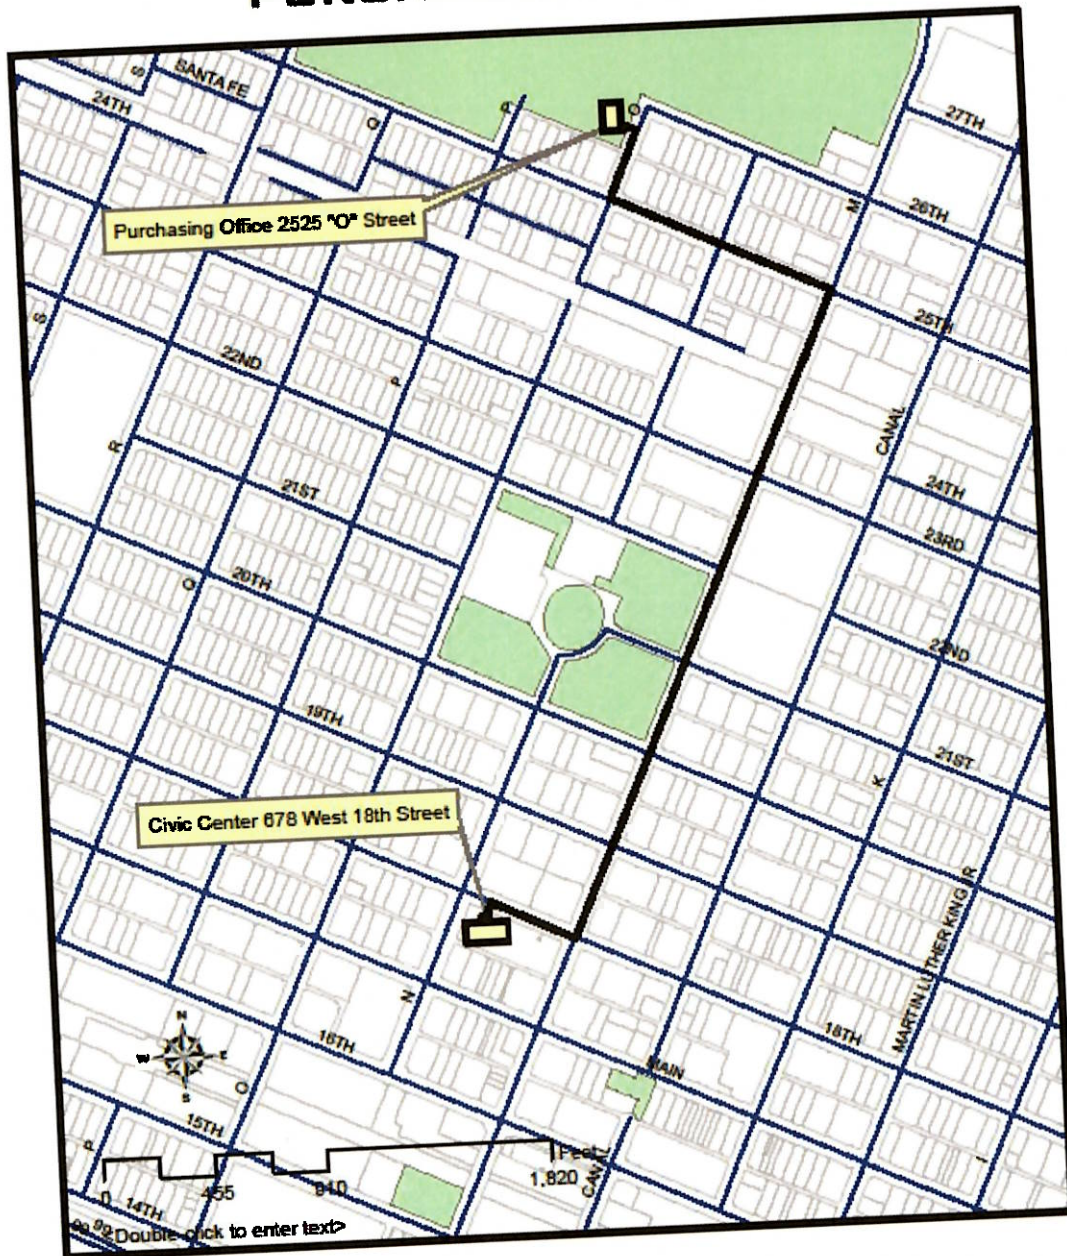 SANTA FE
S
24TH
Q
P
O
27TH
Purchasing Office 2525 "O" Street
M
26TH
25TH
S
22ND
P
R
CANAL
24TH
21ST
23RD
20TH
Q
22ND
19TH
21ST
K
Civic Center 678 West 18th Street
MARTIN LUTHER KING JR
N
18TH
16TH
MAIN
N
W E
S
O
15TH
P
Feet
0 455 910 1,820
CANAL
I
14TH
Double click to enter text>